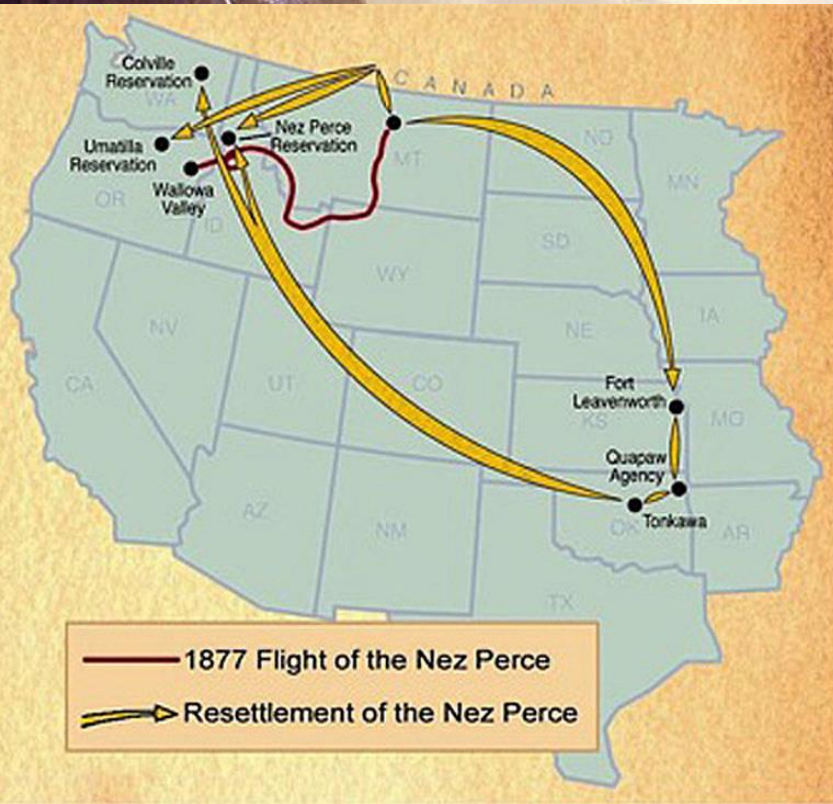 Colville
Reservation
CANADA
WA
Umatilla
Reservation
Nez Perce
Reservation
Wallowa
Valley
MT
ND
MN
OR
ID
SD
WY
IA
NE
NV
Fort
Leavenworth
CA
UT
CO
KS
MO
Quapaw
Agency
Tonkawa
AZ
NM
OK
AR
TX
1877 Flight of the Nez Perce
Resettlement of the Nez Perce